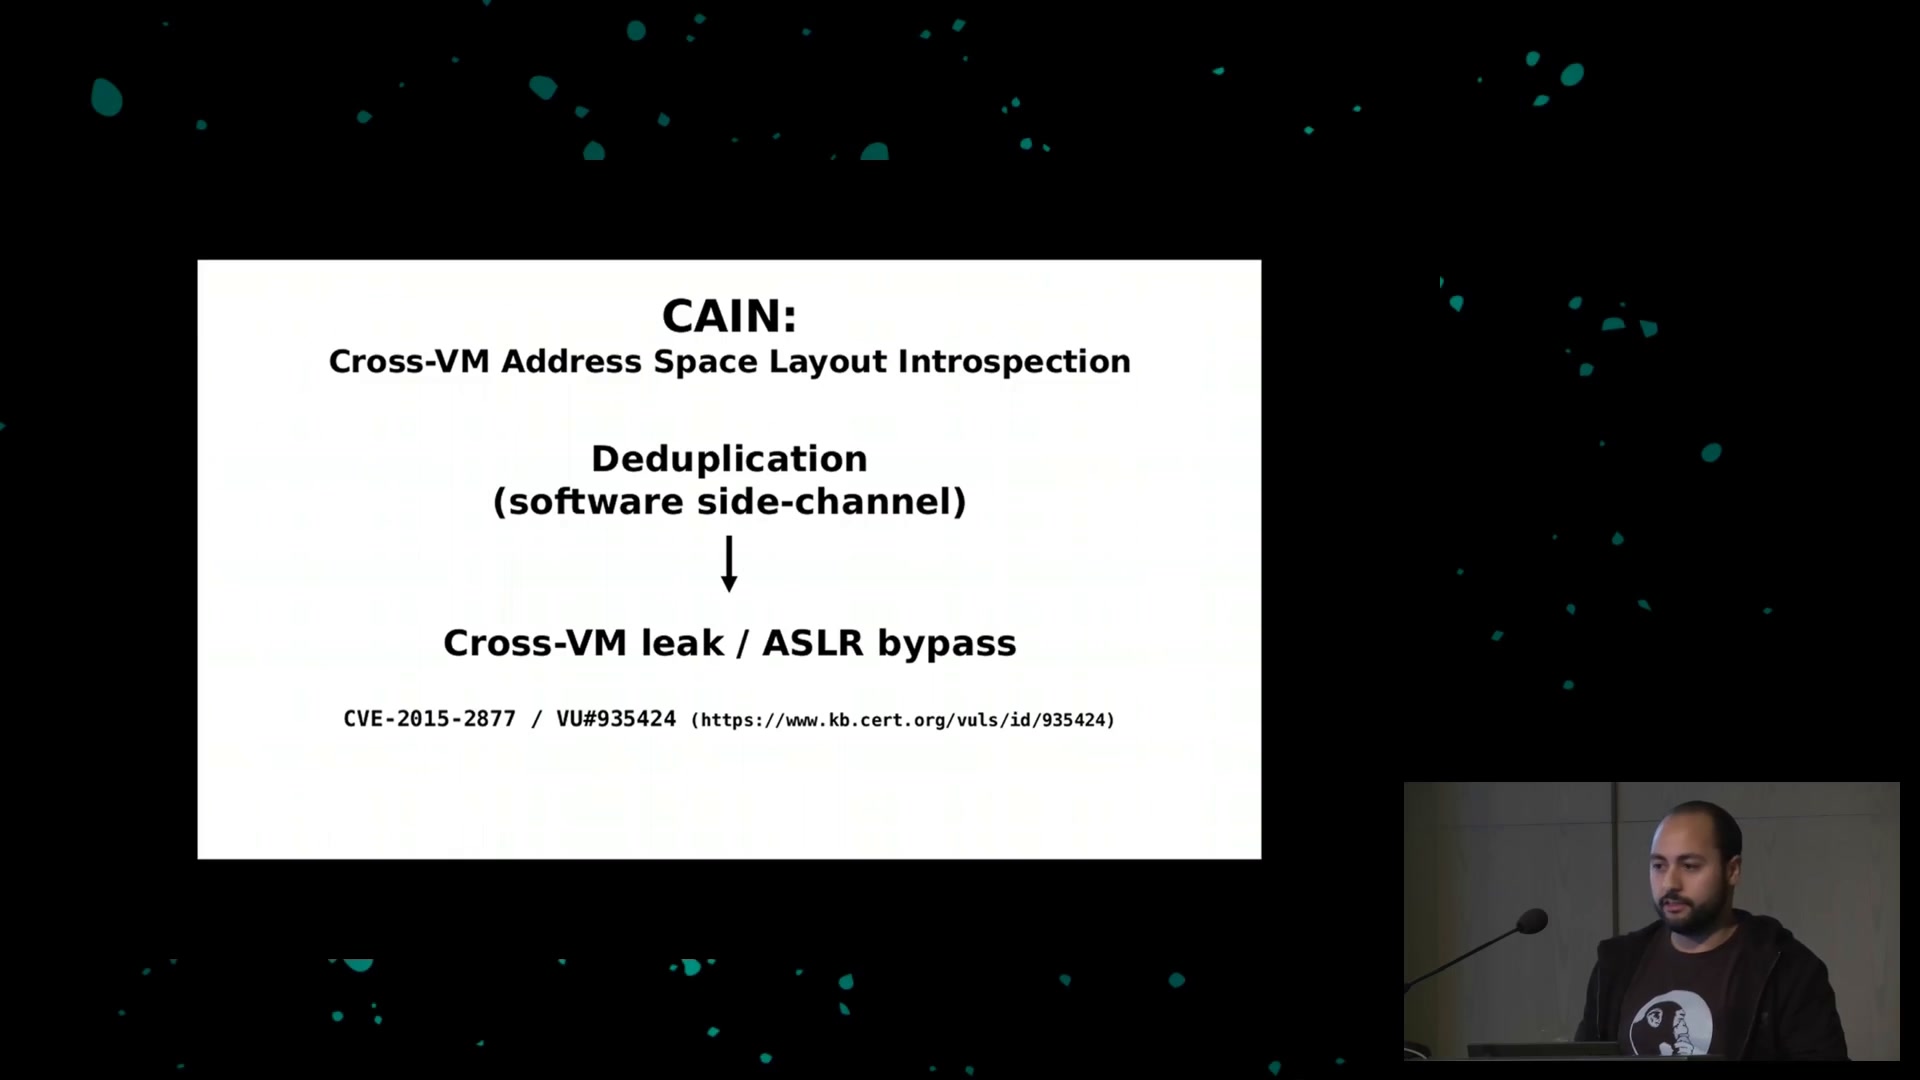 CAIN:
Cross-VM Address Space Layout Introspection
Deduplication
(software side-channel)
Cross-VM leak / ASLR bypass
CVE-2015-2877 / VU#935424 (https://www.kb.cert.org/vuls/id/935424)